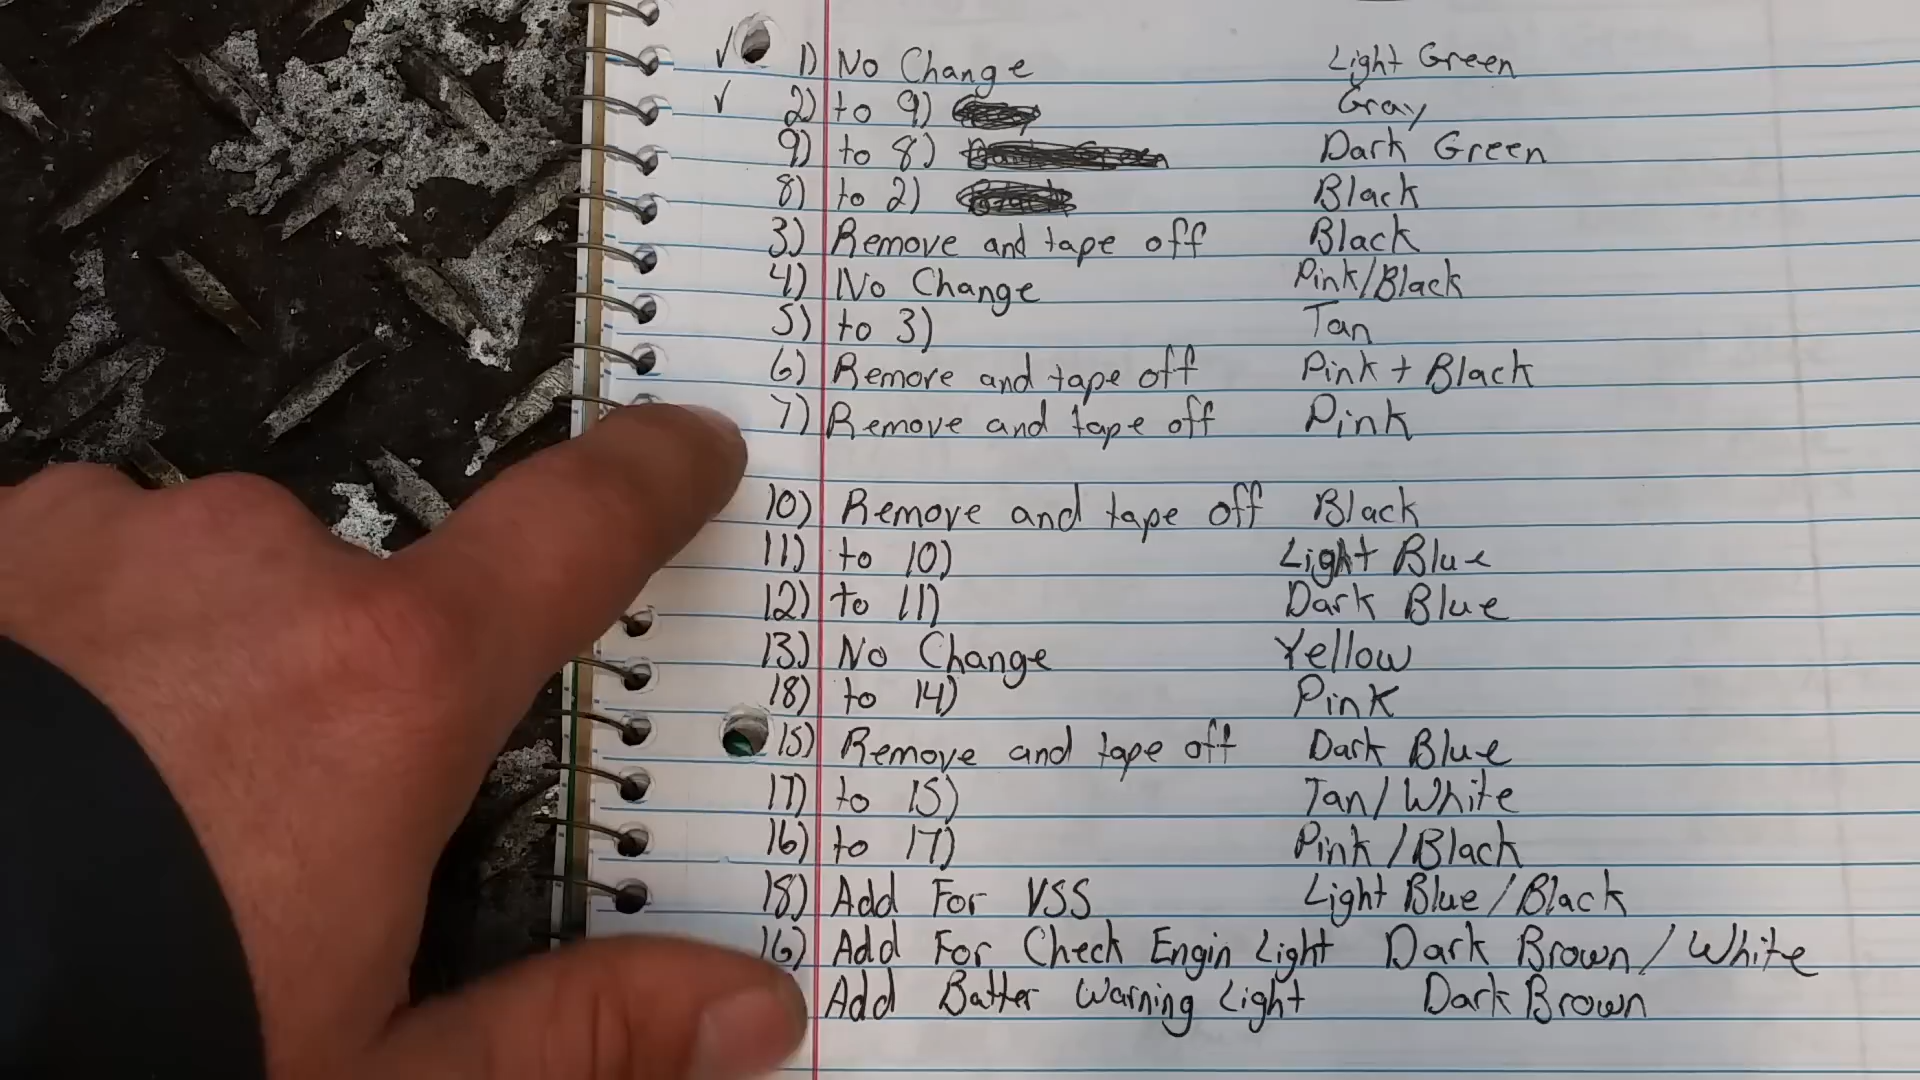 ✓ 1) No Change Light Green
✓ 2) to 9) Gray
9) to 8) Dark Green
8) to 2) Black
3) Remove and tape off Black
4) No Change Pink/Black
5) to 3) Tan
6) Remove and tape off Pink + Black
7) Remove and tape off Pink
10) Remove and tape off Black
11) to 10) Light Blue
12) to 11) Dark Blue
13) No Change Yellow
18) to 14) Pink
15) Remove and tape off Dark Blue
17) to 15) Tan/White
16) to 17) Pink/Black
18) Add For VSS Light Blue/Black
16) Add For Check Engin Light Dark Brown/White
Add Batter Warning Light Dark Brown